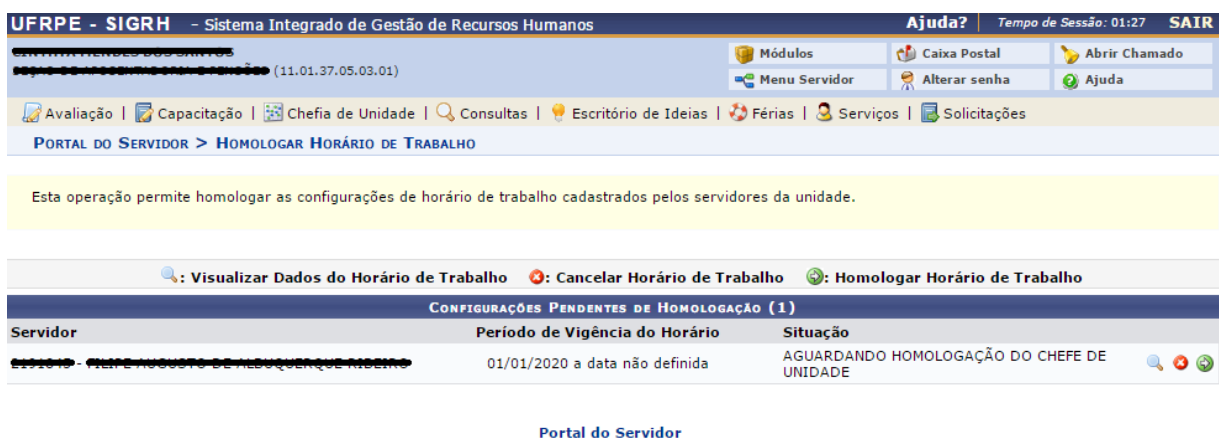 UFRPE - SIGRH - Sistema Integrado de Gestão de Recursos Humanos Ajuda? Tempo de Sessão: 01:27 SAIR
Módulos Caixa Postal Abrir Chamado
(11.01.37.05.03.01)
Menu Servidor Alterar senha Ajuda
Avaliação | Capacitação | Chefia de Unidade | Consultas | Escritório de Ideias | Férias | Serviços | Solicitações
PORTAL DO SERVIDOR > HOMOLOGAR HORÁRIO DE TRABALHO
Esta operação permite homologar as configurações de horário de trabalho cadastrados pelos servidores da unidade.
: Visualizar Dados do Horário de Trabalho : Cancelar Horário de Trabalho : Homologar Horário de Trabalho
CONFIGURAÇÕES PENDENTES DE HOMOLOGAÇÃO (1)
Servidor Período de Vigência do Horário Situação
- 01/01/2020 a data não definida AGUARDANDO HOMOLOGAÇÃO DO CHEFE DE
UNIDADE
Portal do Servidor